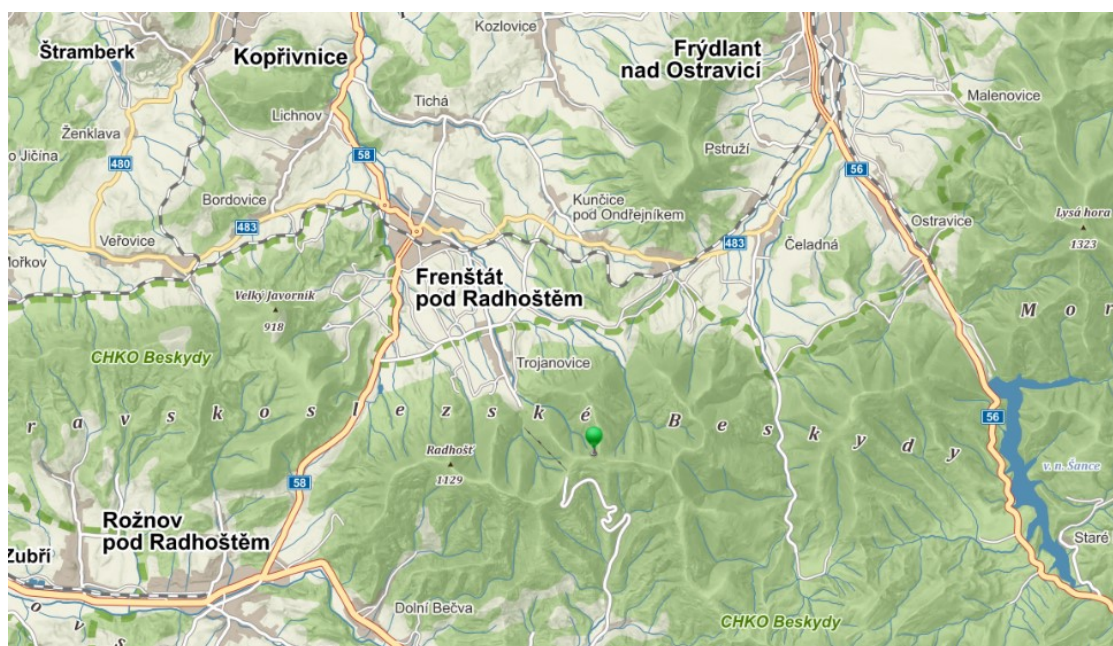 Kozlovice
Štramberk
Kopřivnice
Frýdlant
nad Ostravicí
Tichá
Malenovice
Lichnov
Ženklava
Pstruží
o Jičína
480
58
56
Bordovice
Kunčice
pod Ondřejníkem
Ostravice
Lysá hora
1323
483
483
Veřovice
Čeladná
Mořkov
Frenštát
pod Radhoštěm
Velký Javorník
918
CHKO Beskydy
Trojanovice
M o r
r a v s k o s l e z s k é B e s k y d y
56
Radhošť
1129
v. n. Šance
58
Rožnov
pod Radhoštěm
Staré
Zubří
Dolní Bečva
CHKO Beskydy
o v s